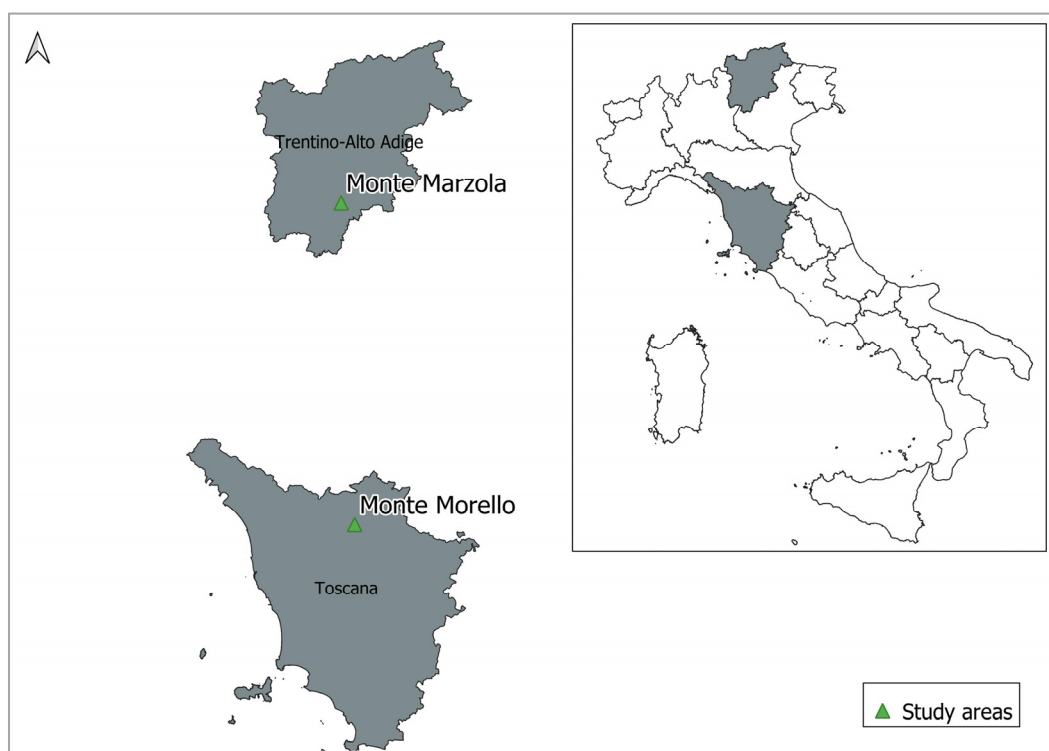 Trentino-Alto Adige
Monte Marzola
Monte Morello
Toscana
Study areas